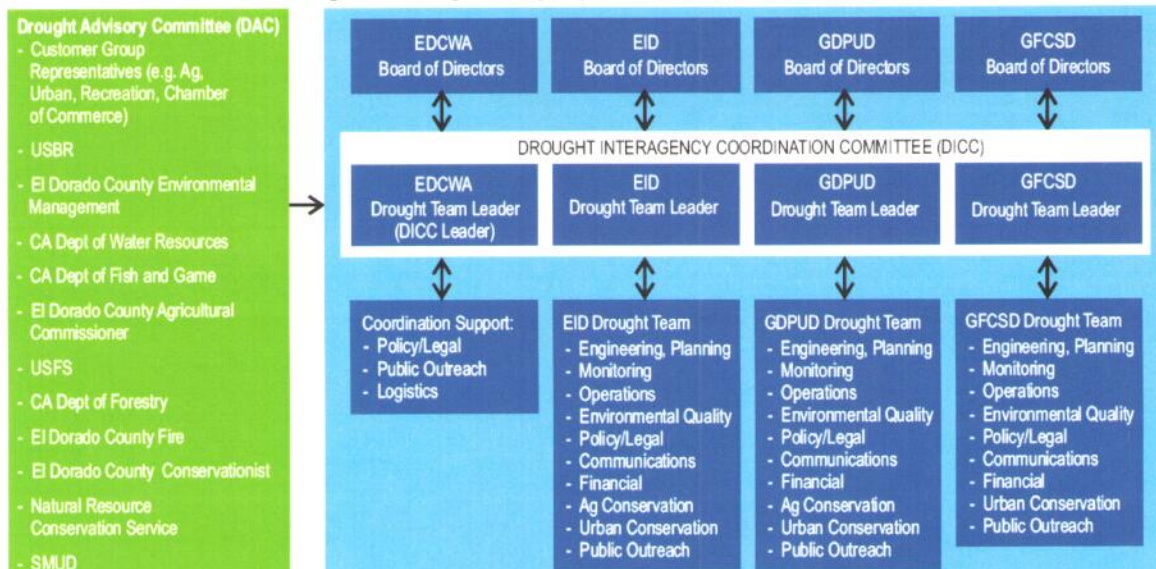 Drought Advisory Committee (DAC)
- Customer Group
Representatives (e.g. Ag,
Urban, Recreation, Chamber
of Commerce)
- USBR
- El Dorado County Environmental
Management
- CA Dept of Water Resources
- CA Dept of Fish and Game
- El Dorado County Agricultural
Commissioner
- USFS
- CA Dept of Forestry
- El Dorado County Fire
- El Dorado County Conservationist
- Natural Resource
Conservation Service
- SMUD
EDCWA
Board of Directors
EID
Board of Directors
GDPUD
Board of Directors
GFCSD
Board of Directors
DROUGHT INTERAGENCY COORDINATION COMMITTEE (DICC)
EDCWA
Drought Team Leader
(DICC Leader)
EID
Drought Team Leader
GDPUD
Drought Team Leader
GFCSD
Drought Team Leader
Coordination Support:
- Policy/Legal
- Public Outreach
- Logistics
EID Drought Team
- Engineering, Planning
- Monitoring
- Operations
- Environmental Quality
- Policy/Legal
- Communications
- Financial
- Ag Conservation
- Urban Conservation
- Public Outreach
GDPUD Drought Team
- Engineering, Planning
- Monitoring
- Operations
- Environmental Quality
- Policy/Legal
- Communications
- Financial
- Ag Conservation
- Urban Conservation
- Public Outreach
GFCSD Drought Team
- Engineering, Planning
- Monitoring
- Operations
- Environmental Quality
- Policy/Legal
- Communications
- Financial
- Urban Conservation
- Public Outreach